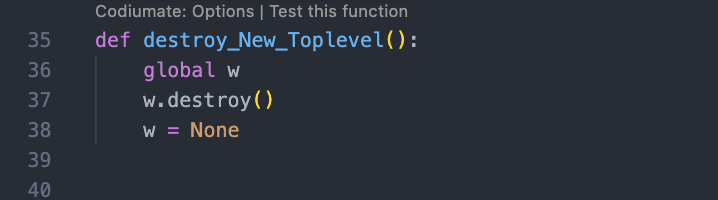 Codiumate: Options | Test this function
35 def destroy_New_Toplevel():
36 global w
37 w.destroy()
38 w = None
39
40